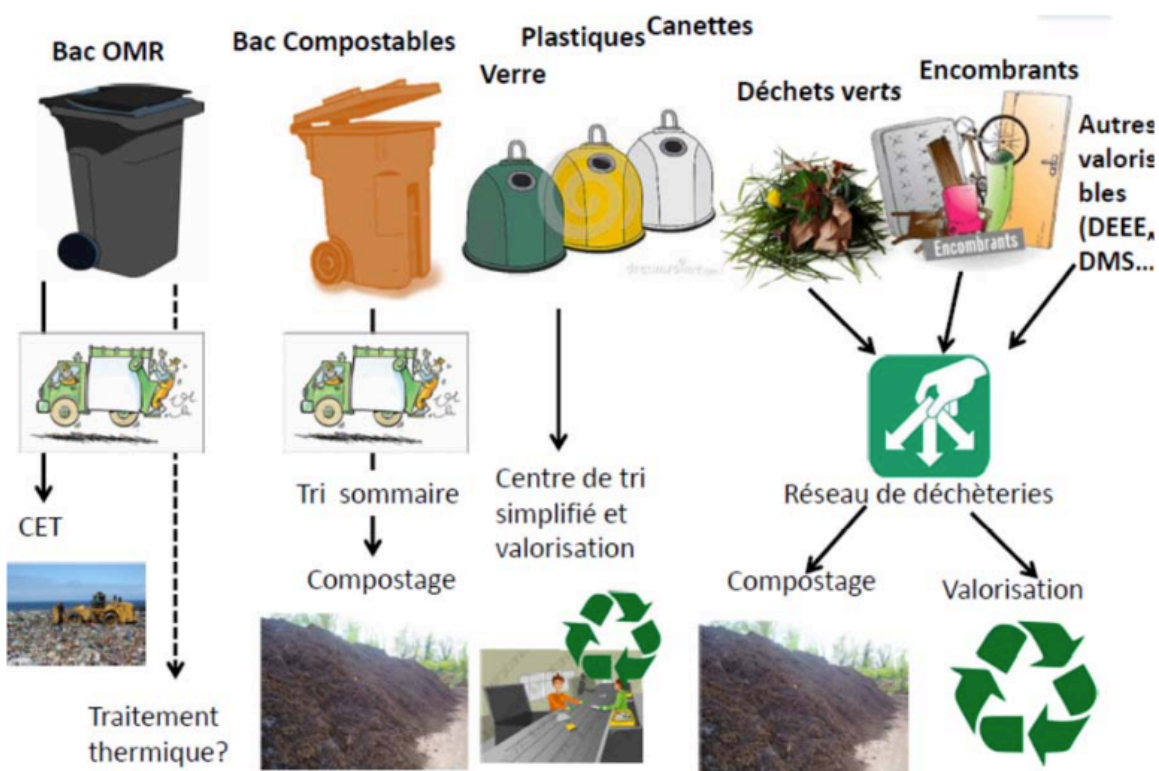 Bac OMR
Bac Compostables
Plastiques
Canettes
Verre
Déchets verts
Encombrants
Autres
valoris
bles
(DEEE,
DMS...
Encombrants
Tri sommaire
Centre de tri
simplifié et
valorisation
Réseau de déchèteries
CET
Compostage
Compostage
Valorisation
Traitement
thermique?